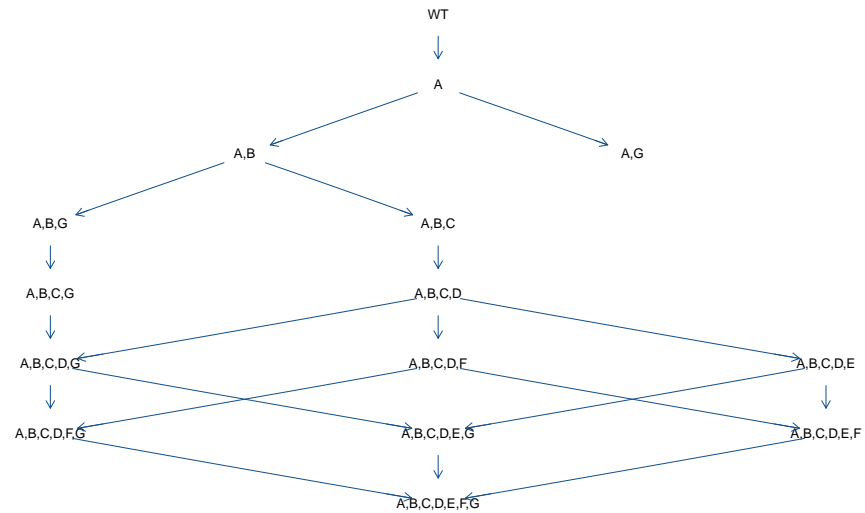 WT
A
A,B
A,G
A,B,G
A,B,C
A,B,C,G
A,B,C,D
A,B,C,D,G
A,B,C,D,F
A,B,C,D,E
A,B,C,D,F,G
A,B,C,D,E,G
A,B,C,D,E,F
A,B,C,D,E,F,G